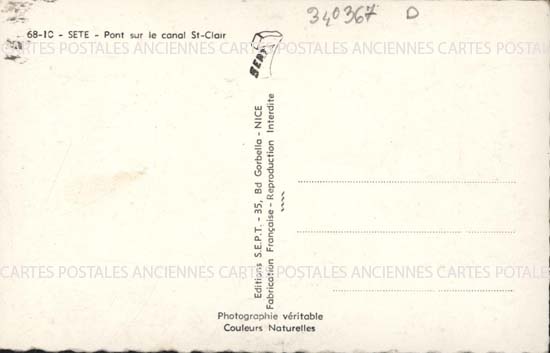 340367 D
68-10 - SETE - Pont sur le canal St-Clair
CARTES POSTALES ANCIENNES CARTES POSTALES ANCIENNES CARTES POSTALES
SEPT
Editions S.E.P.T. - 35, Bd Gorbella - NICE
Fabrication Française - Reproduction Interdite
CARTES POSTALES ANCIENNES CARTES POSTALES ANCIENNES CARTES POSTALES
Photographie véritable
Couleurs Naturelles